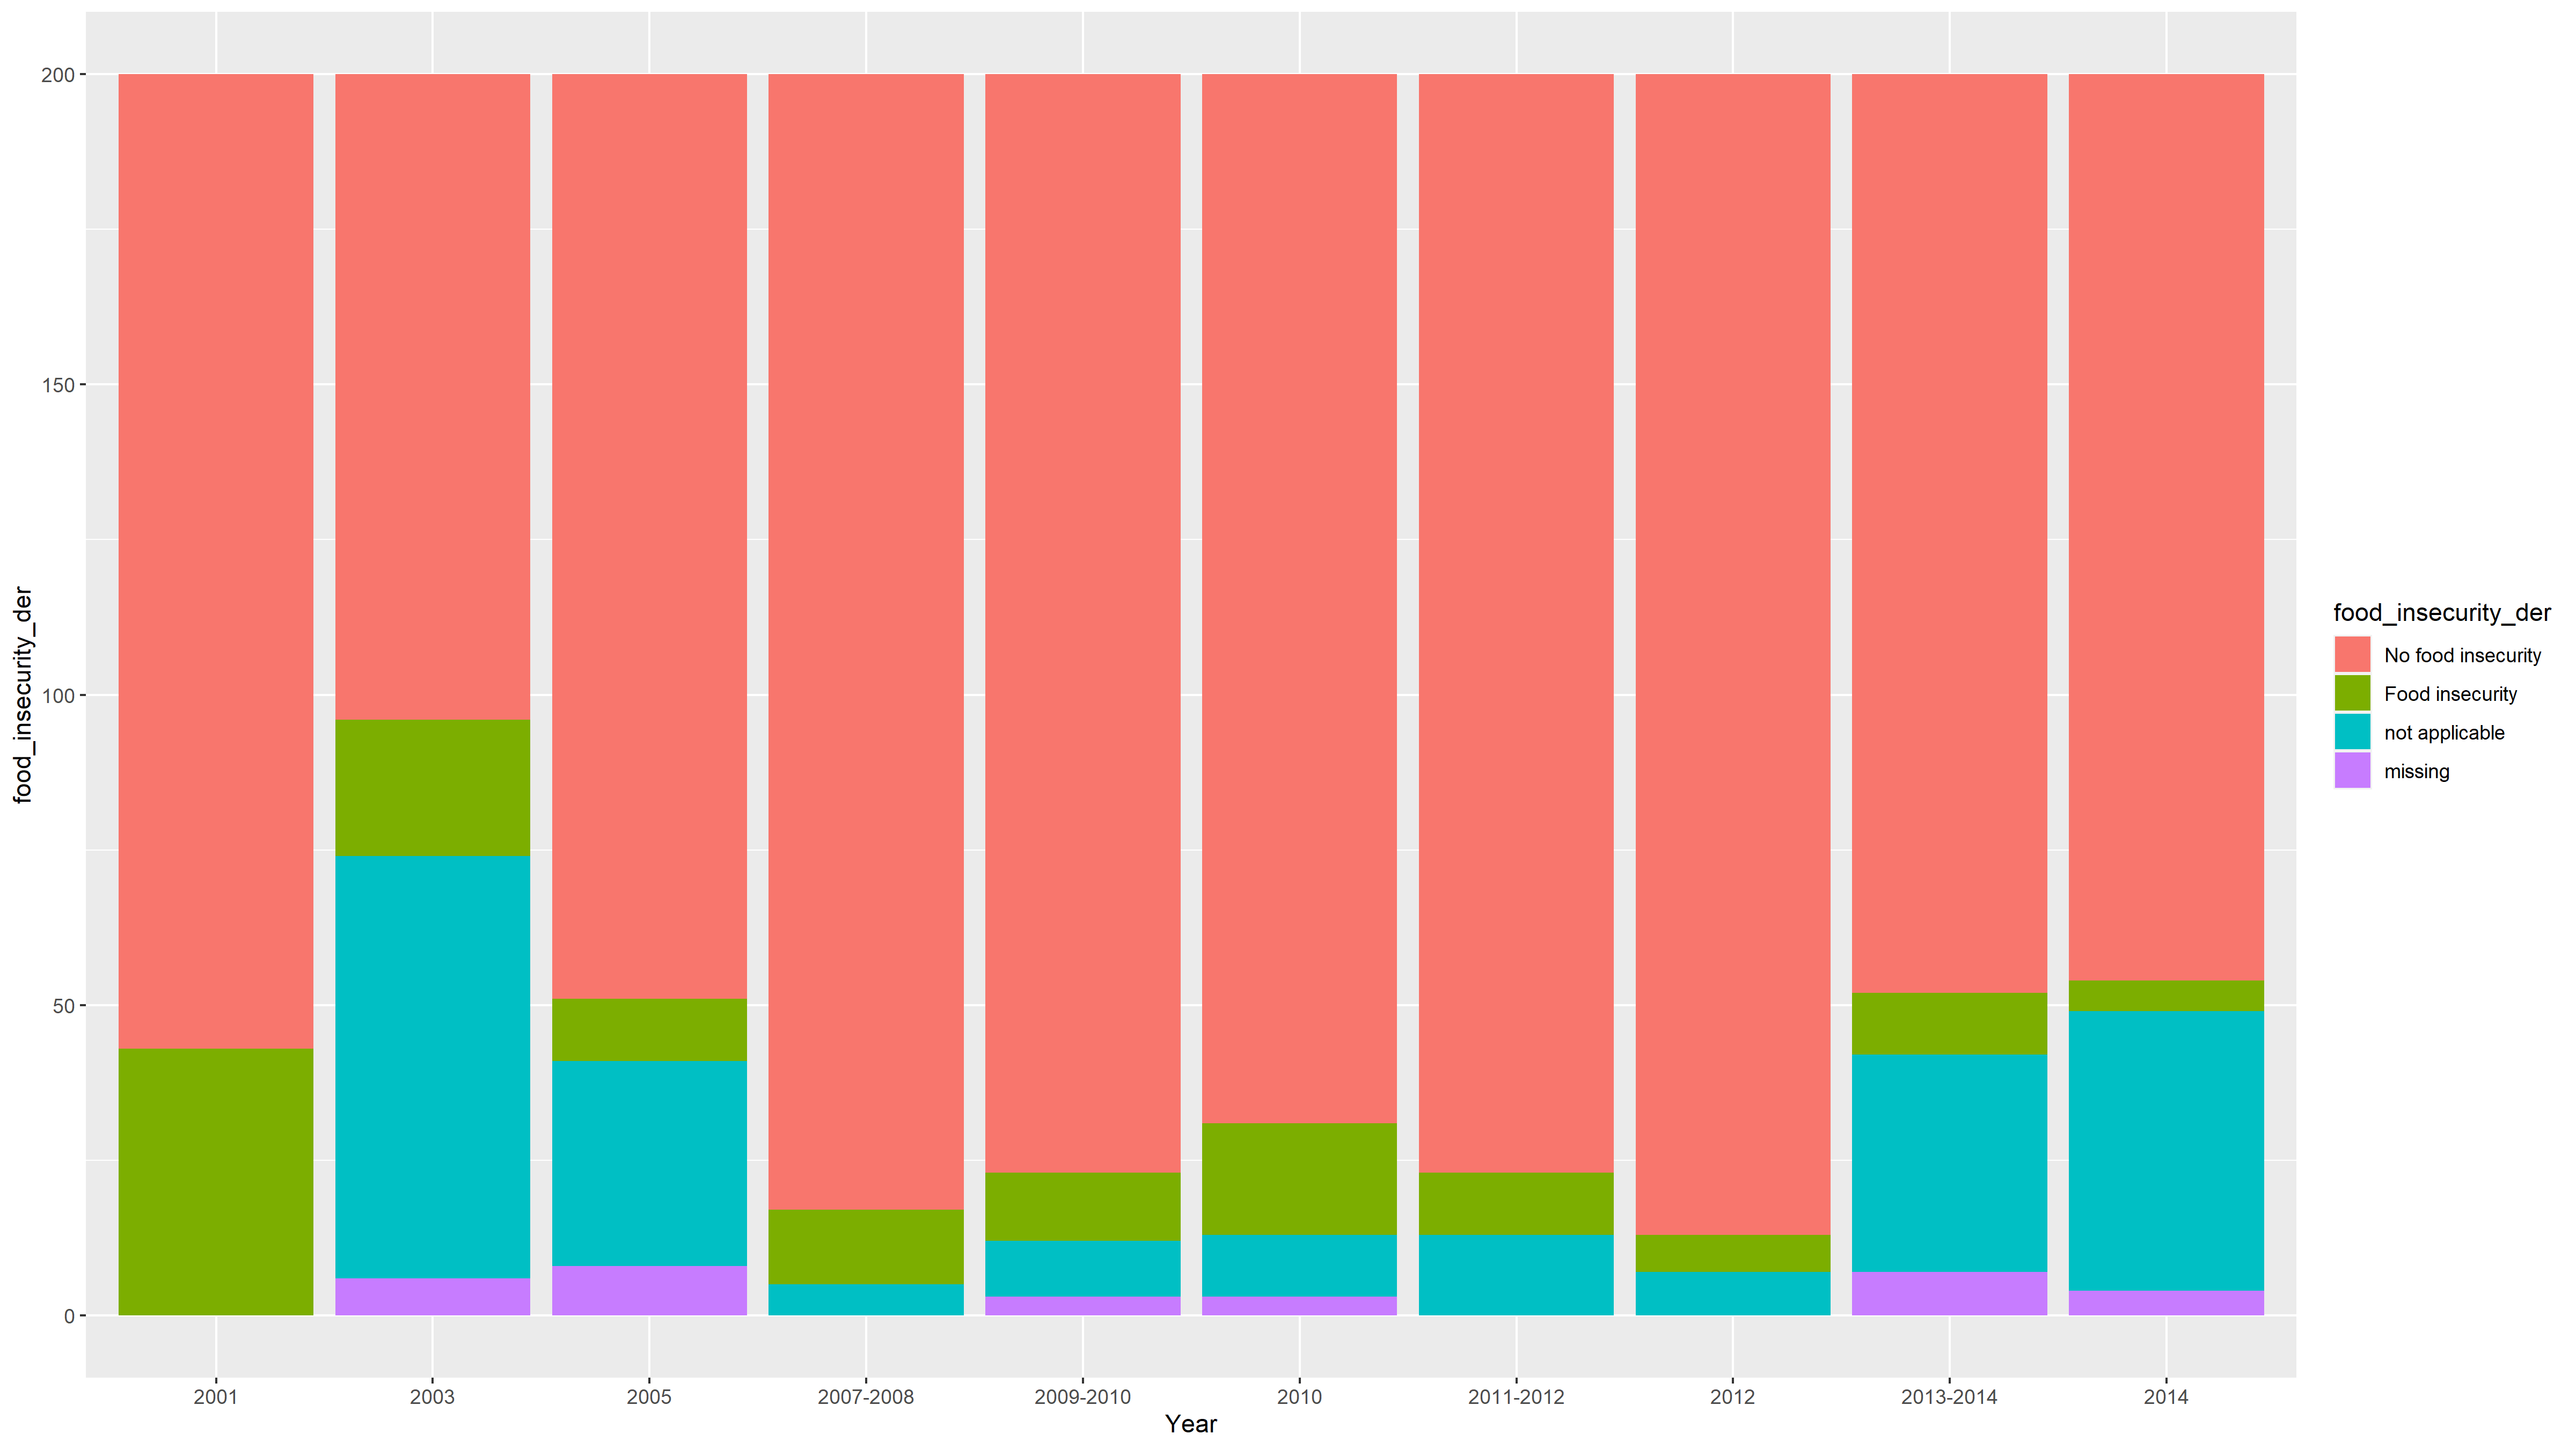 200
150
100
50
0
food_insecurity_der
2001 2003 2005 2007-2008 2009-2010 2010 2011-2012 2012 2013-2014 2014
Year
food_insecurity_der
No food insecurity
Food insecurity
not applicable
missing